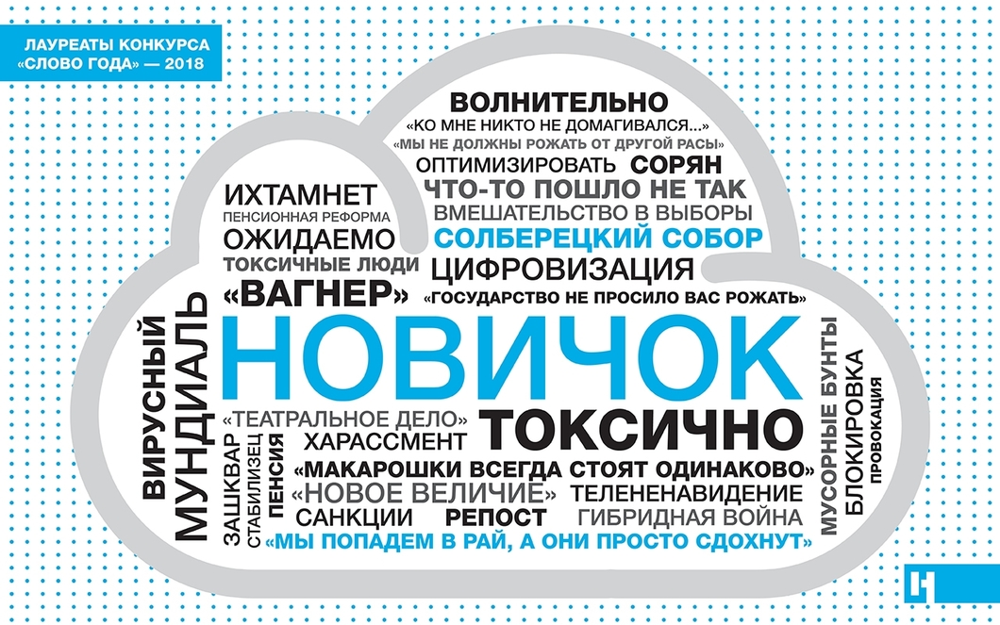 ЛАУРЕАТЫ КОНКУРСА
«СЛОВО ГОДА» — 2018
ВОЛНИТЕЛЬНО
«КО МНЕ НИКТО НЕ ДОМАГИВАЛСЯ...»
«МЫ НЕ ДОЛЖНЫ РОЖАТЬ ОТ ДРУГОЙ РАСЫ»
ОПТИМИЗИРОВАТЬ СОРЯН
ЧТО-ТО ПОШЛО НЕ ТАК
ВМЕШАТЕЛЬСТВО В ВЫБОРЫ
СОЛБЕРЕЦКИЙ СОБОР
ЦИФРОВИЗАЦИЯ
«ГОСУДАРСТВО НЕ ПРОСИЛО ВАС РОЖАТЬ»
ИХТАМНЕТ
ПЕНСИОННАЯ РЕФОРМА
ОЖИДАЕМО
ТОКСИЧНЫЕ ЛЮДИ
«ВАГНЕР»
НОВИЧОК
ВИРУСНЫЙ
МУНДИАЛЬ
«ТЕАТРАЛЬНОЕ ДЕЛО»
ТОКСИЧНО
ХАРАССМЕНТ
ЗАШКВАР
СТАБИЛИЗЕЦ
ПЕНСИЯ
«МАКАРОШКИ ВСЕГДА СТОЯТ ОДИНАКОВО»
«НОВОЕ ВЕЛИЧИЕ» ТЕЛЕНЕНАВИДЕНИЕ
САНКЦИИ РЕПОСТ ГИБРИДНАЯ ВОЙНА
«МЫ ПОПАДЕМ В РАЙ, А ОНИ ПРОСТО СДОХНУТ»
МУСОРНЫЕ БУНТЫ
БЛОКИРОВКА
ПРОВОКАЦИЯ